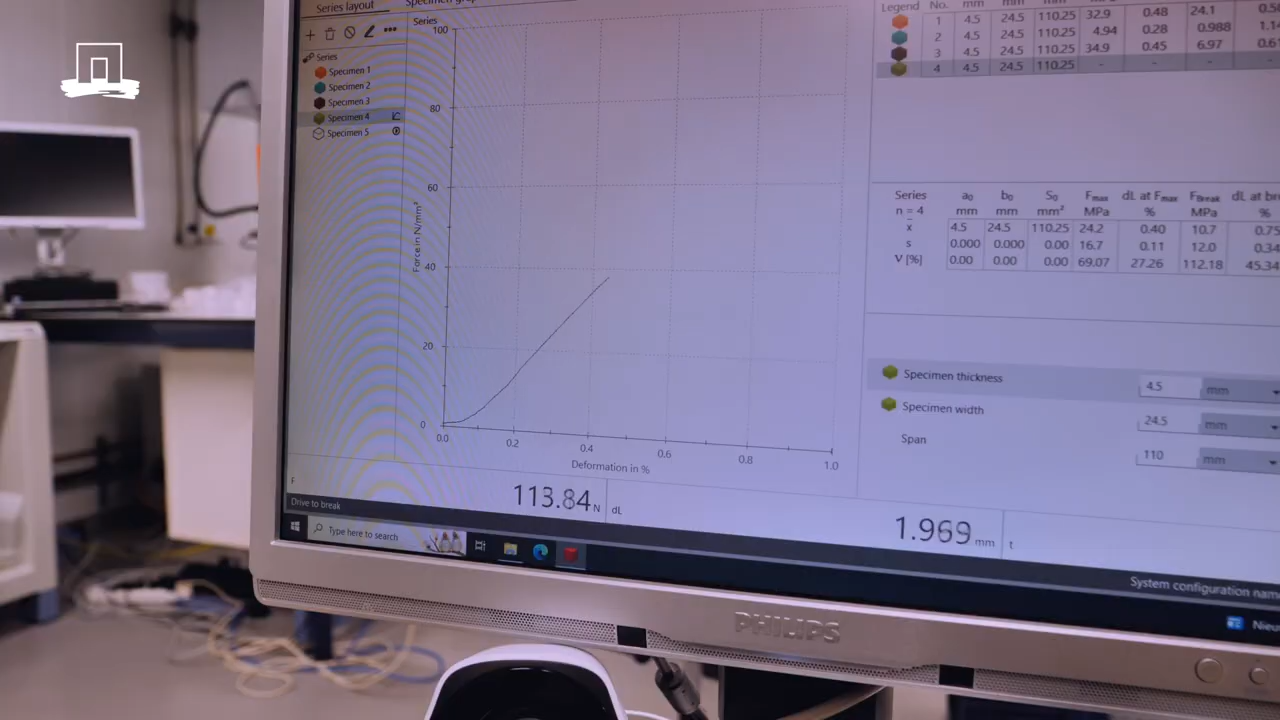 Series layout
Series
Legend No. mm mm mm
1 4.5 24.5 110.25 32.9 0.48 24.1
2 4.5 24.5 110.25 4.94 0.28 0.988
3 4.5 24.5 110.25 34.9 0.45 6.97
4 4.5 24.5 110.25 - - - -
Series
Specimen 1
Specimen 2
Specimen 3
Specimen 4
Specimen 5
100
80
60
40
20
0
Force in N/mm²
0.0 0.2 0.4 0.6 0.8 1.0
Deformation in %
Series a0 b0 S0 Fmax dL at Fmax FBreak dL at
n = 4 mm mm mm² MPa % MPa %
x̄ 4.5 24.5 110.25 24.2 0.40 10.7 0.75
s 0.000 0.000 0.00 16.7 0.11 12.0 0.34
V [%] 0.00 0.00 0.00 69.07 27.26 112.18 45.34
Specimen thickness 4.5 mm
Specimen width 24.5 mm
Span 110 mm
F 113.84 N dL 1.969 mm t
Drive to break
Type here to search
System configuration
PHILIPS